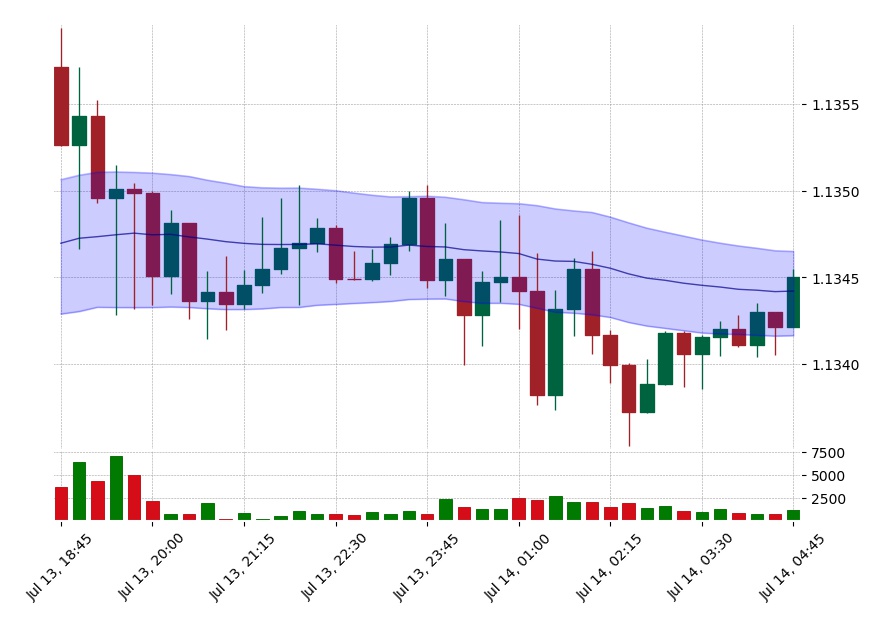 1.1355
1.1350
1.1345
1.1340
7500
5000
2500
Jul 13, 18:45
Jul 13, 20:00
Jul 13, 21:15
Jul 13, 22:30
Jul 13, 23:45
Jul 14, 01:00
Jul 14, 02:15
Jul 14, 03:30
Jul 14, 04:45